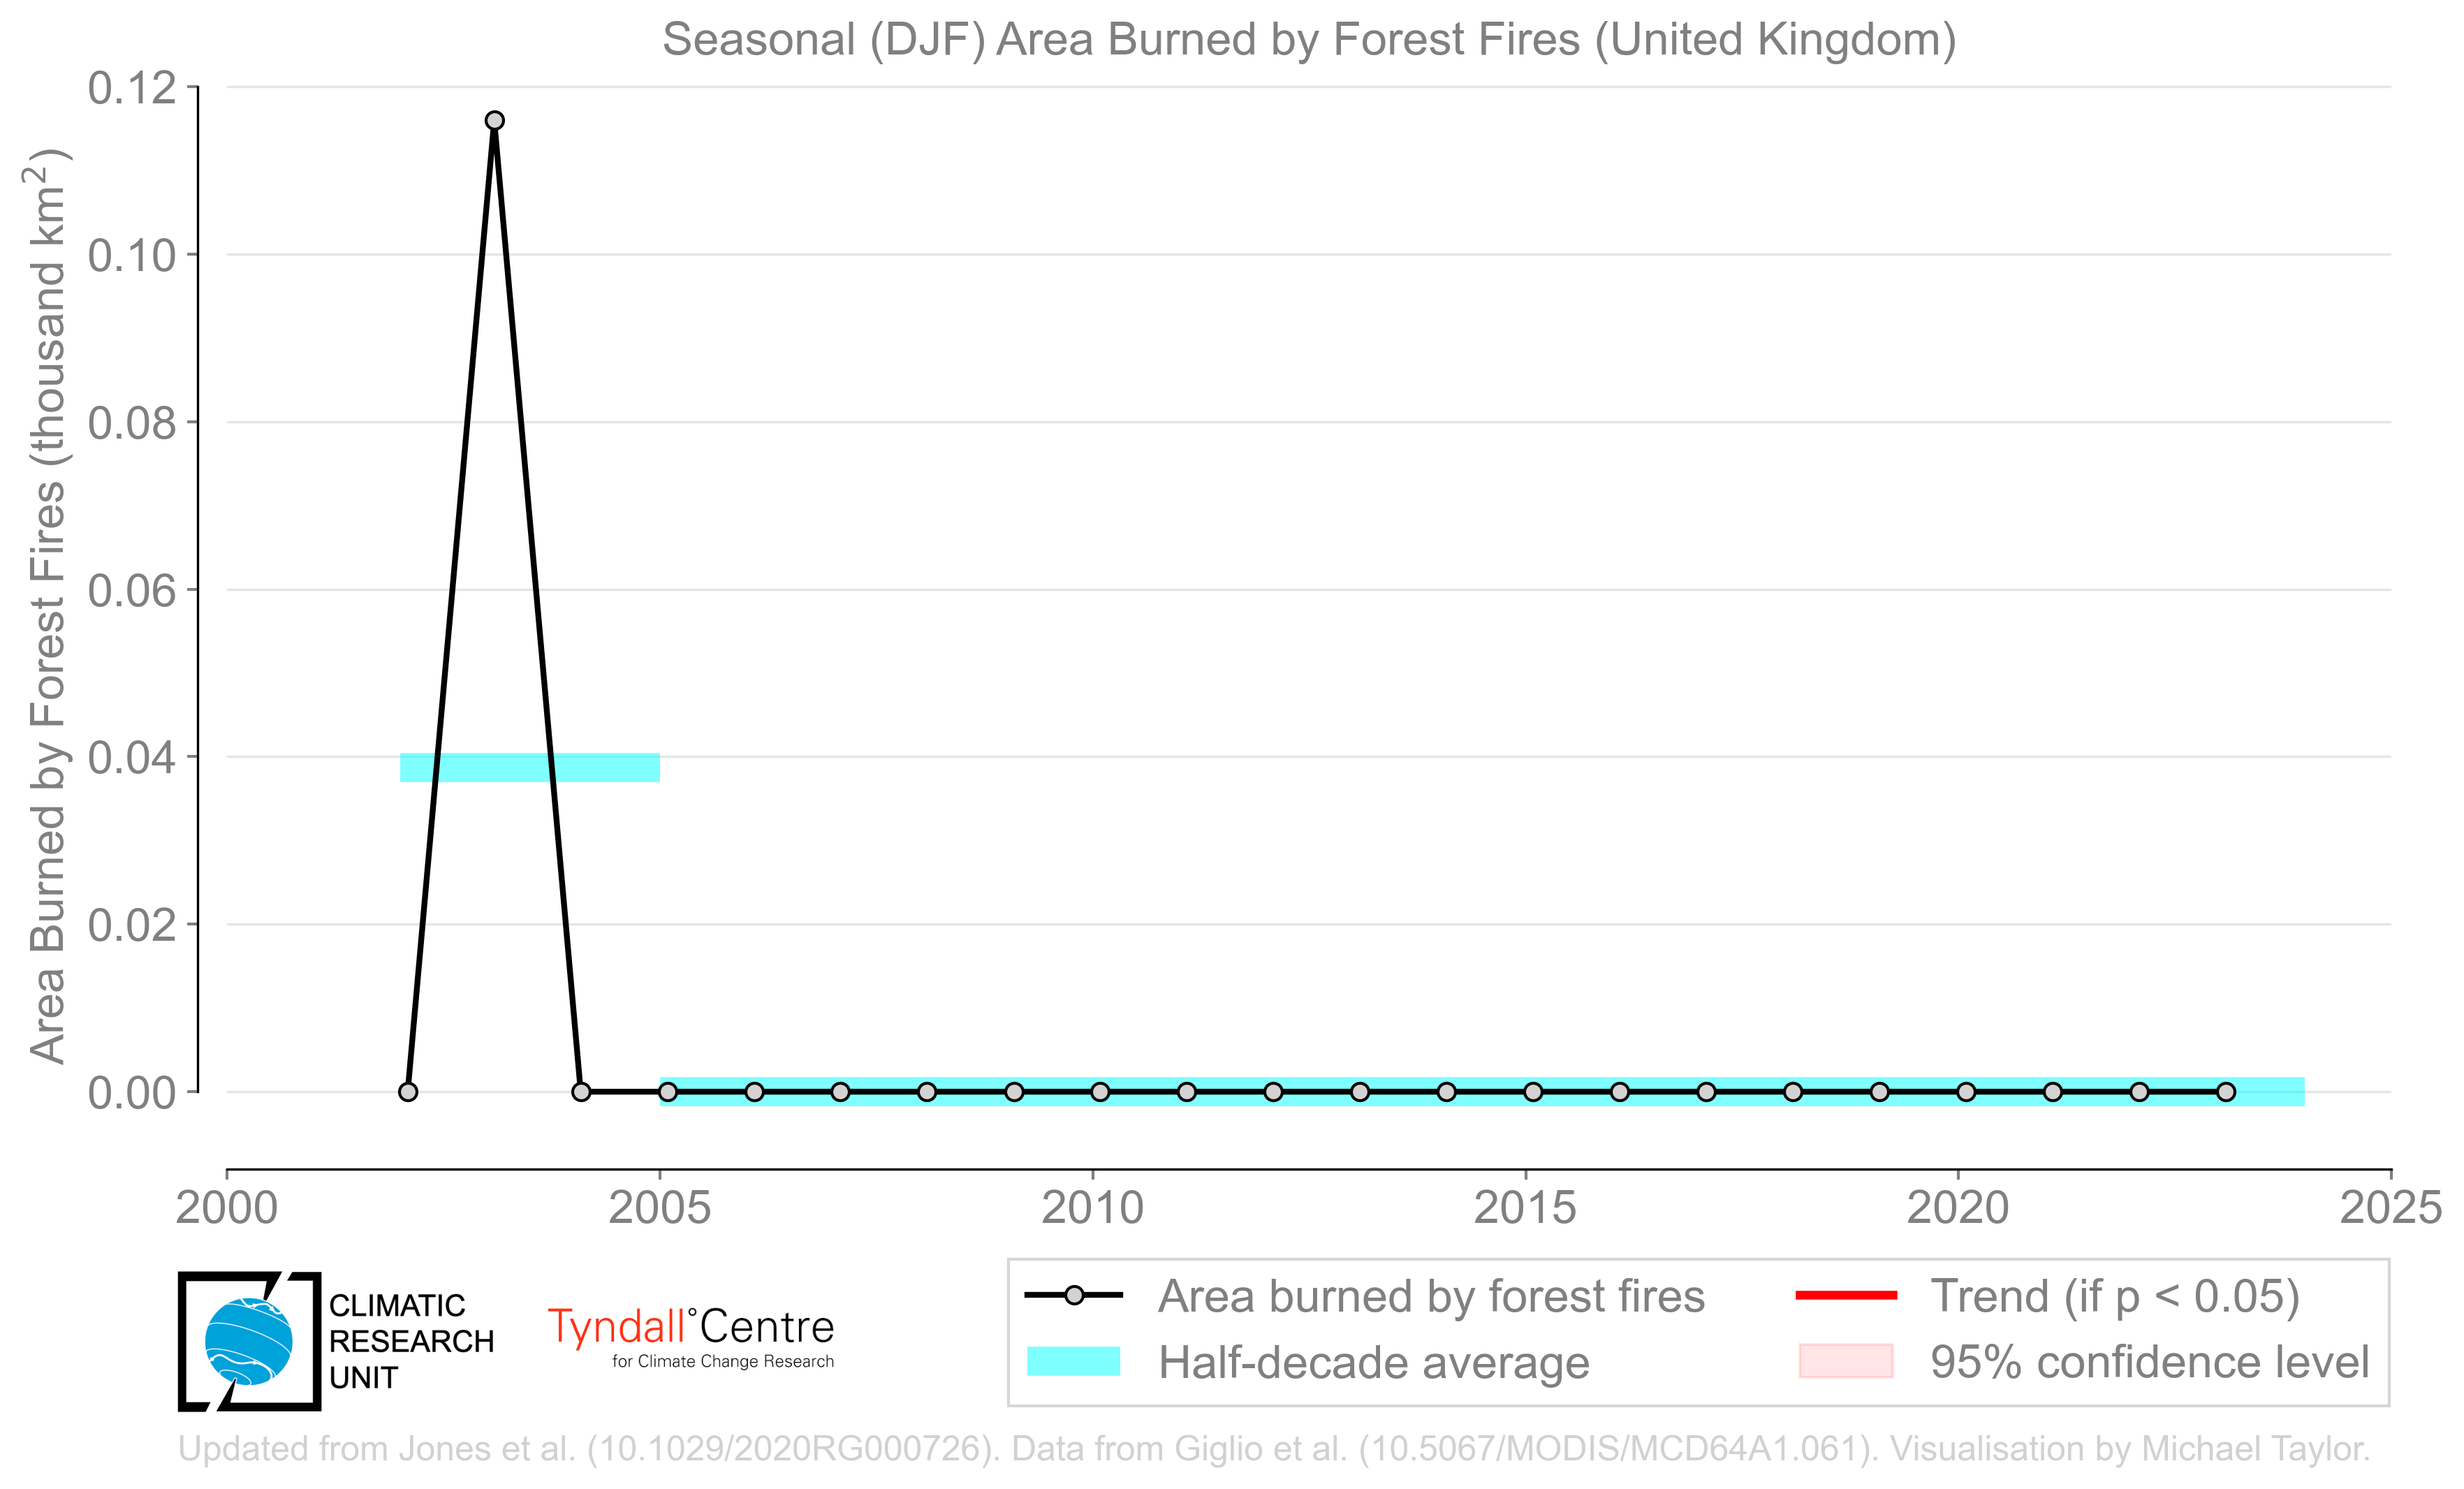 Seasonal (DJF) Area Burned by Forest Fires (United Kingdom)
Area Burned by Forest Fires (thousand km²)
0.12
0.10
0.08
0.06
0.04
0.02
0.00
2000 2005 2010 2015 2020 2025
CLIMATIC
RESEARCH
UNIT
Tyndall°Centre
for Climate Change Research
Area burned by forest fires
Half-decade average
Trend (if p < 0.05)
95% confidence level
Updated from Jones et al. (10.1029/2020RG000726). Data from Giglio et al. (10.5067/MODIS/MCD64A1.061). Visualisation by Michael Taylor.